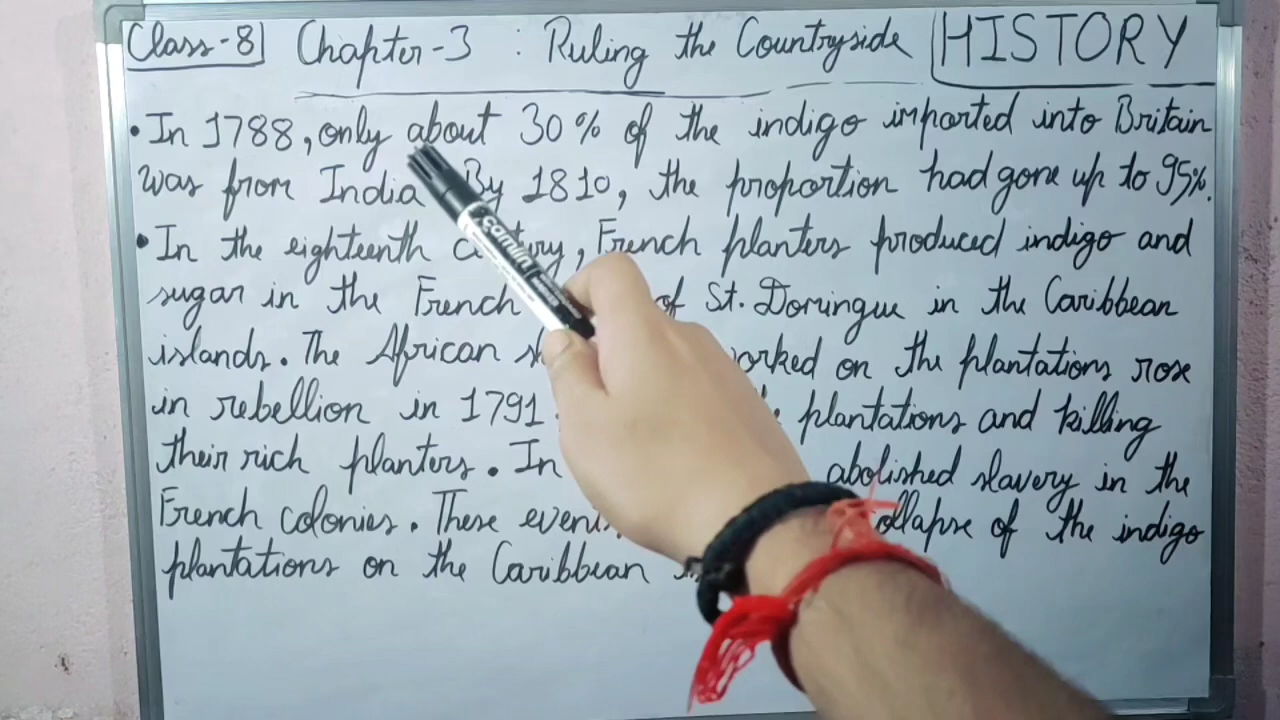 Class-8 Chapter-3 : Ruling the Countryside HISTORY
• In 1788, only about 30% of the indigo imported into Britain
was from India By 1810, the proportion had gone up to 95%.
• In the eighteenth , French planters produced indigo and
sugar in the French of St. Domingue in the Caribbean
islands. The African on the plantations rose
in rebellion in 1791 plantations and killing
their rich planters. In abolished slavery in the
French colonies. These of the indigo
plantations on the Caribbean
camlin